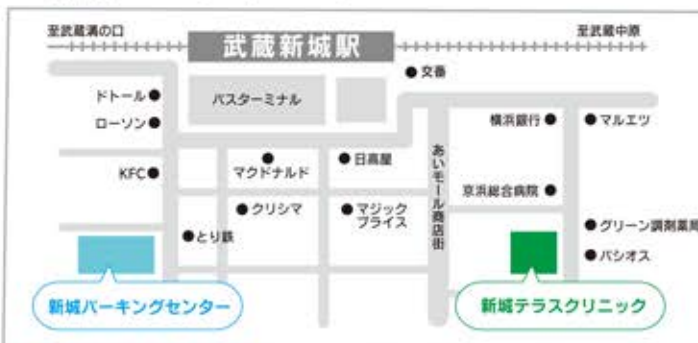 至武蔵溝の口
武蔵新城駅
至武蔵中原
交番
ドトール
バスターミナル
ローソン
横浜銀行
マルエツ
KFC
マクドナルド
日高屋
あいモール商店街
京浜総合病院
クリシマ
マジック
プライス
とり鉄
グリーン調剤薬局
パシオス
新城パーキングセンター
新城テラスクリニック